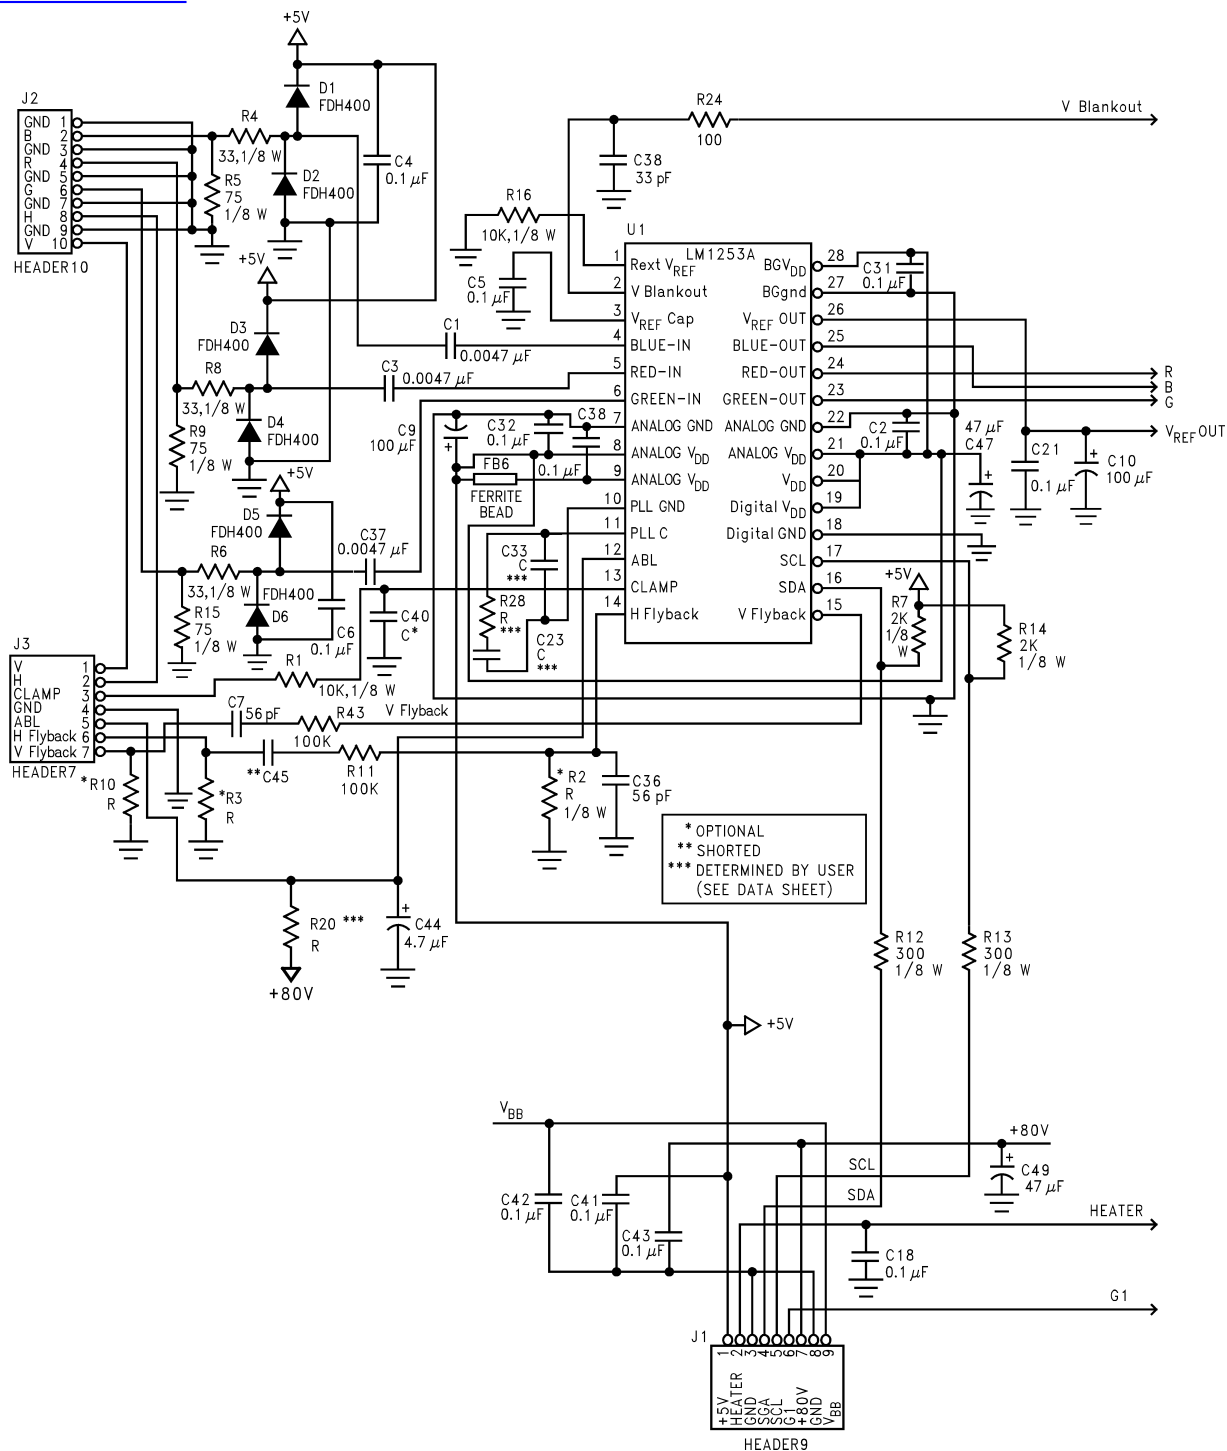 +5V
J2
GND 1
B 2
GND 3
R 4
GND 5
G 6
GND 7
H 8
GND 9
V 10
HEADER10
R4
33,1/8 W
R5
75
1/8 W
D1
FDH400
D2
FDH400
C4
0.1 μF
+5V
D3
FDH400
R8
33,1/8 W
R9
75
1/8 W
D4
FDH400
+5V
D5
FDH400
R6
33,1/8 W
R15
75
1/8 W
FDH400
D6
C6
0.1 μF
C37
0.0047 μF
C1
0.0047 μF
C3
0.0047 μF
C9
100 μF
+
C40
C*
R24
100
V Blankout
C38
33 pF
R16
10K,1/8 W
C5
0.1 μF
U1
LM1253A
1 Rext VREF
2 V Blankout
3 VREF Cap
4 BLUE-IN
5 RED-IN
6 GREEN-IN
7 ANALOG GND
8 ANALOG VDD
9 ANALOG VDD
10 PLL GND
11 PLL C
12 ABL
13 CLAMP
14 H Flyback
BGVDD 28
BGgnd 27
VREF OUT 26
BLUE-OUT 25
RED-OUT 24
GREEN-OUT 23
ANALOG GND 22
ANALOG VDD 21
VDD 20
Digital VDD 19
Digital GND 18
SCL 17
SDA 16
V Flyback 15
C31
0.1 μF
R
B
G
VREF OUT
C2
0.1 μF
47 μF
C47
+
C21
0.1 μF
+
C10
100 μF
C32
0.1 μF
C38
0.1 μF
FB6
FERRITE
BEAD
C33
C
***
R28
R
***
C23
C
***
+5V
R7
2K
1/8
W
R14
2K
1/8 W
J3
V 1
H 2
CLAMP 3
GND 4
ABL 5
H Flyback 6
V Flyback 7
HEADER7
R1
10K,1/8 W
C7
56 pF
R43
100K
V Flyback
**C45
R11
100K
*R10
R
*R3
R
*R2
R
1/8 W
C36
56 pF
* OPTIONAL
** SHORTED
*** DETERMINED BY USER
(SEE DATA SHEET)
R20 ***
R
+80V
+
C44
4.7 μF
R12
300
1/8 W
R13
300
1/8 W
+5V
VBB
+80V
+
C49
47 μF
SCL
SDA
C42
0.1 μF
C41
0.1 μF
C43
0.1 μF
HEATER
C18
0.1 μF
G1
J1
1 2 3 4 5 6 7 8 9
+5V
HEATER
GND
SGA
SCL
G1
+80V
GND
VBB
HEADER9